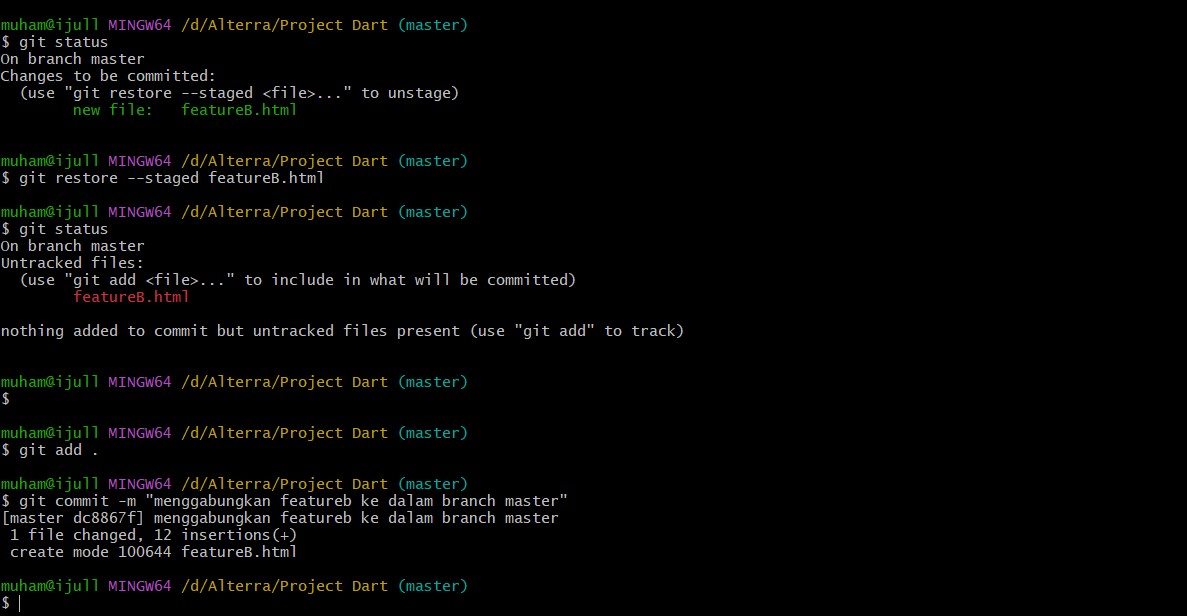 muham@ijull MINGW64 /d/Alterra/Project Dart (master)
$ git status
On branch master
Changes to be committed:
  (use "git restore --staged <file>..." to unstage)
        new file:   featureB.html

muham@ijull MINGW64 /d/Alterra/Project Dart (master)
$ git restore --staged featureB.html

muham@ijull MINGW64 /d/Alterra/Project Dart (master)
$ git status
On branch master
Untracked files:
  (use "git add <file>..." to include in what will be committed)
        featureB.html

nothing added to commit but untracked files present (use "git add" to track)

muham@ijull MINGW64 /d/Alterra/Project Dart (master)
$

muham@ijull MINGW64 /d/Alterra/Project Dart (master)
$ git add .

muham@ijull MINGW64 /d/Alterra/Project Dart (master)
$ git commit -m "menggabungkan featureb ke dalam branch master"
[master dc8867f] menggabungkan featureb ke dalam branch master
 1 file changed, 12 insertions(+)
 create mode 100644 featureB.html

muham@ijull MINGW64 /d/Alterra/Project Dart (master)
$